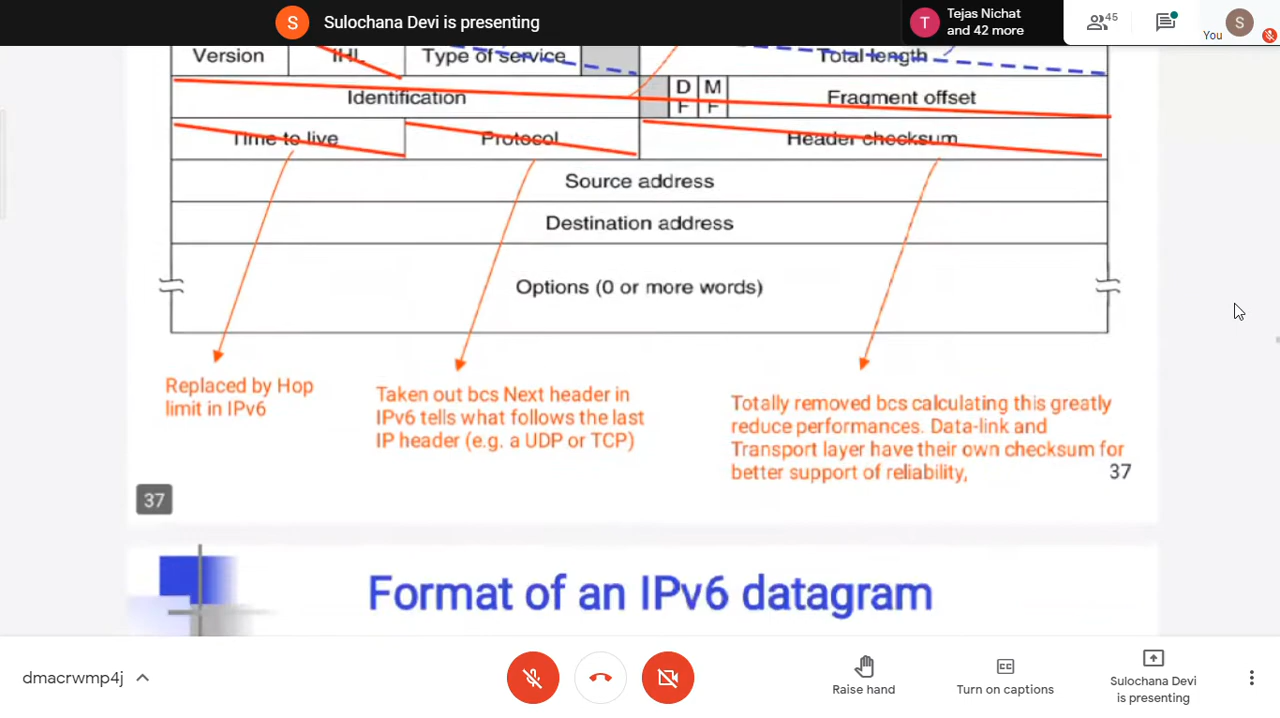 S Sulochana Devi is presenting
T Tejas Nichat
and 42 more
45
You S
Version IHL Type of service Total length
Identification D M Fragment offset
F F
Time to live Protocol Header checksum
Source address
Destination address
Options (0 or more words)
Replaced by Hop
limit in IPv6
Taken out bcs Next header in
IPv6 tells what follows the last
IP header (e.g. a UDP or TCP)
Totally removed bcs calculating this greatly
reduce performances. Data-link and
Transport layer have their own checksum for
better support of reliability,
37
37
Format of an IPv6 datagram
dmacrwmp4j
Raise hand
CC
Turn on captions
Sulochana Devi
is presenting